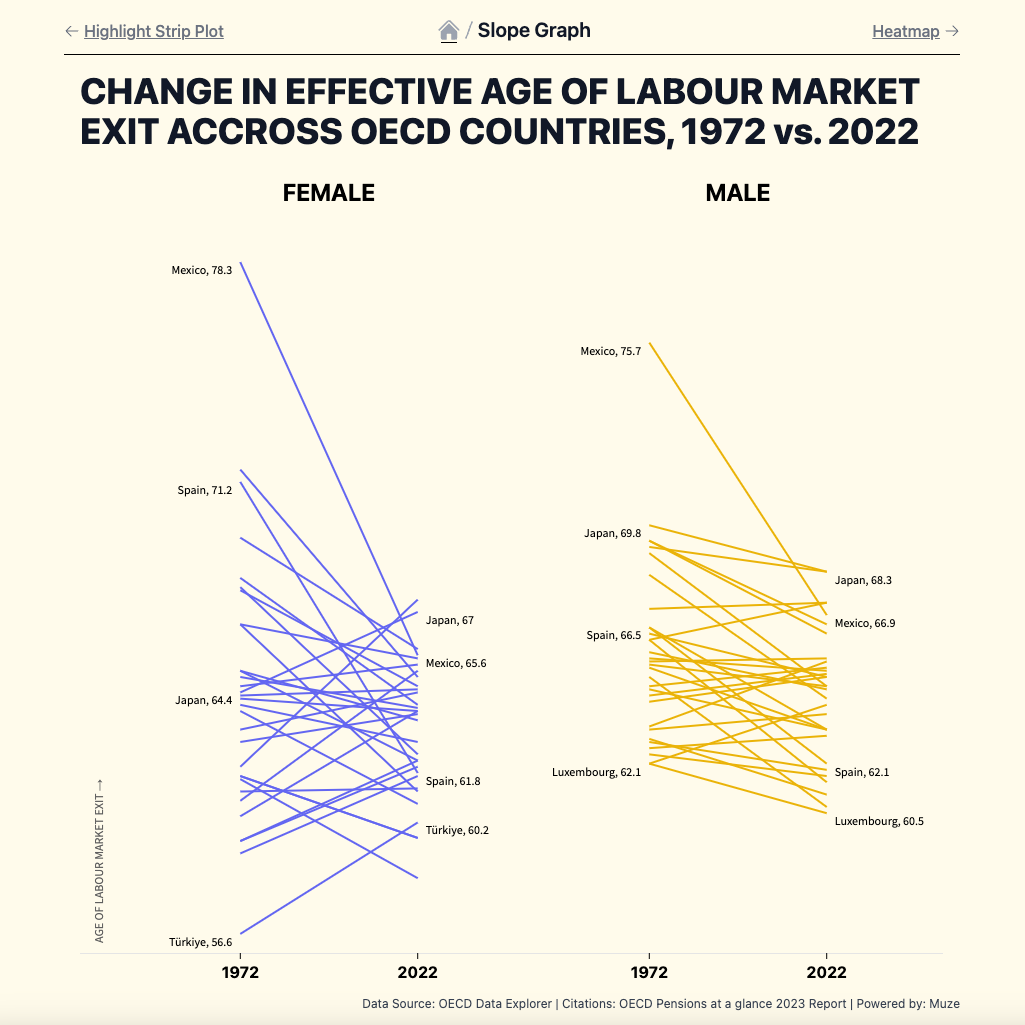 ← Highlight Strip Plot
/ Slope Graph
Heatmap →
CHANGE IN EFFECTIVE AGE OF LABOUR MARKET
EXIT ACCROSS OECD COUNTRIES, 1972 vs. 2022
FEMALE
Mexico, 78.3
Spain, 71.2
Japan, 64.4
Türkiye, 56.6
Japan, 67
Mexico, 65.6
Spain, 61.8
Türkiye, 60.2
AGE OF LABOUR MARKET EXIT →
1972
2022
MALE
Mexico, 75.7
Japan, 69.8
Spain, 66.5
Luxembourg, 62.1
Japan, 68.3
Mexico, 66.9
Spain, 62.1
Luxembourg, 60.5
1972
2022
Data Source: OECD Data Explorer | Citations: OECD Pensions at a glance 2023 Report | Powered by: Muze